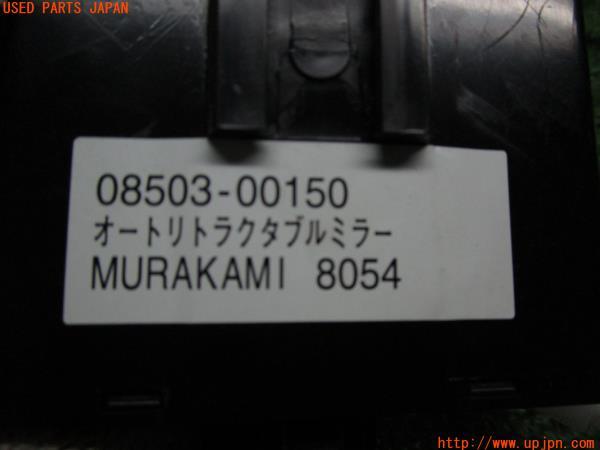 USED PARTS JAPAN
08503-00150
オートリトラクタブルミラー
MURAKAMI 8054
http://www.upjpn.com/